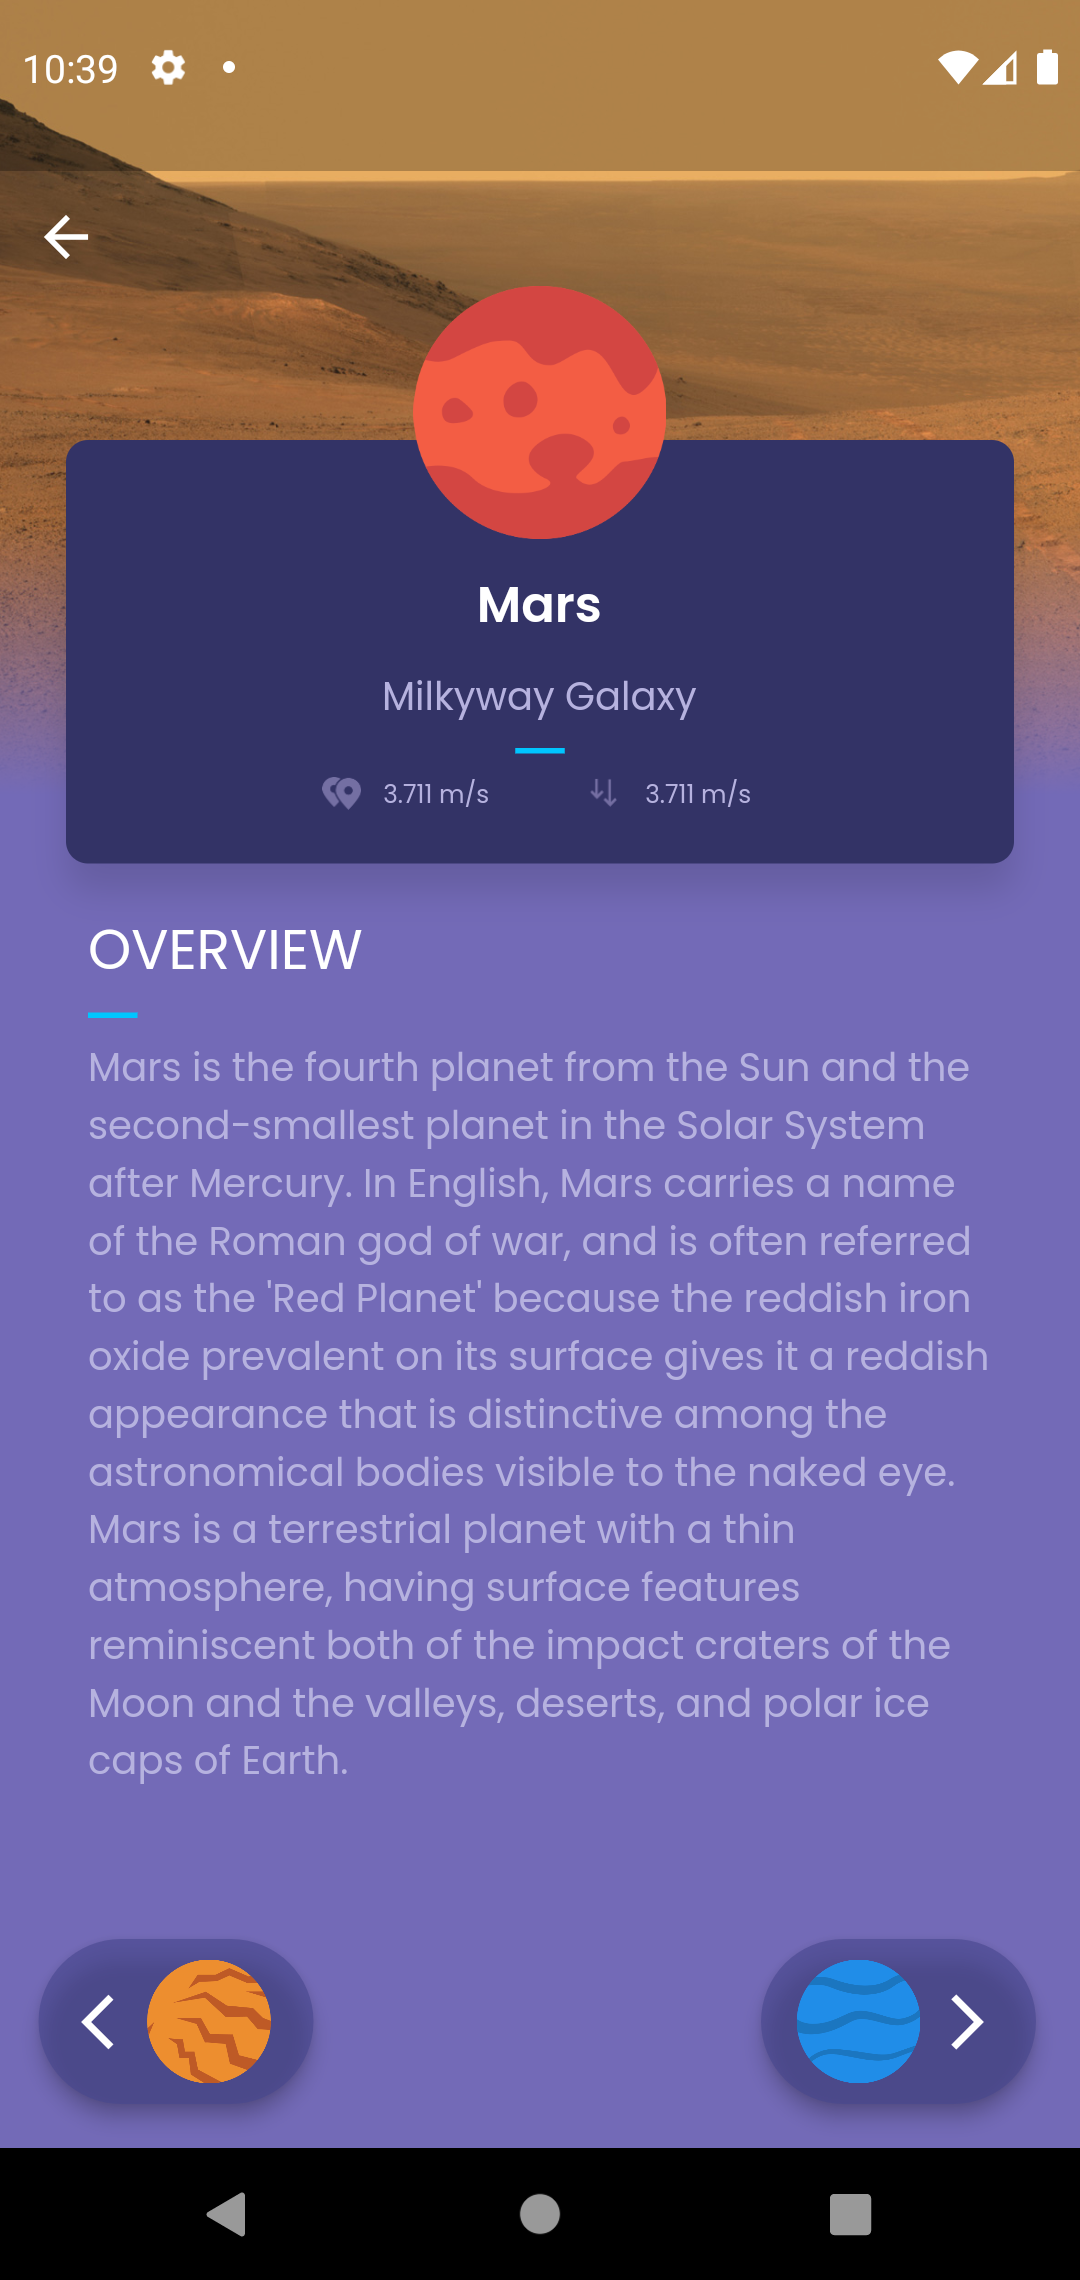 10:39
Mars
Milkyway Galaxy
3.711 m/s 3.711 m/s
OVERVIEW
Mars is the fourth planet from the Sun and the
second-smallest planet in the Solar System
after Mercury. In English, Mars carries a name
of the Roman god of war, and is often referred
to as the 'Red Planet' because the reddish iron
oxide prevalent on its surface gives it a reddish
appearance that is distinctive among the
astronomical bodies visible to the naked eye.
Mars is a terrestrial planet with a thin
atmosphere, having surface features
reminiscent both of the impact craters of the
Moon and the valleys, deserts, and polar ice
caps of Earth.